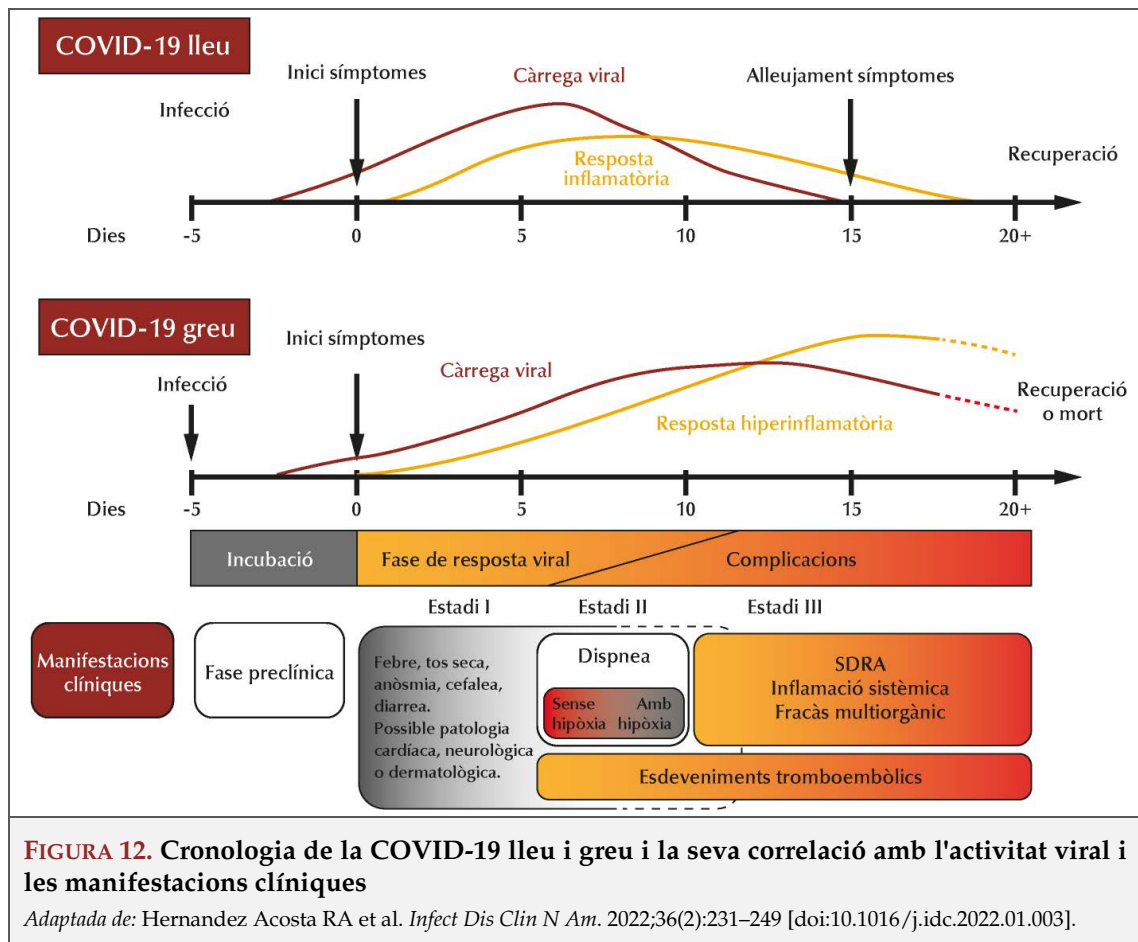 COVID-19 lleu
Inici símptomes
Càrrega viral
Alleujament símptomes
Infecció
Resposta
inflamatòria
Recuperació
Dies
-5
0
5
10
15
20+
COVID-19 greu
Inici símptomes
Infecció
Càrrega viral
Resposta hiperinflamatòria
Recuperació
o mort
Dies
-5
0
5
10
15
20+
Incubació
Fase de resposta viral
Complicacions
Estadi I
Estadi II
Estadi III
Manifestacions
clíniques
Fase preclínica
Febre, tos seca,
anòsmia, cefalea,
diarrea.
Possible patologia
cardíaca, neurològica
o dermatològica.
Dispnea
Sense
hipòxia
Amb
hipòxia
SDRA
Inflamació sistèmica
Fracàs multiorgànic
Esdeveniments tromboembòlics
FIGURA 12. Cronologia de la COVID-19 lleu i greu i la seva correlació amb l'activitat viral i
les manifestacions clíniques
Adaptada de: Hernandez Acosta RA et al. Infect Dis Clin N Am. 2022;36(2):231–249 [doi:10.1016/j.idc.2022.01.003].